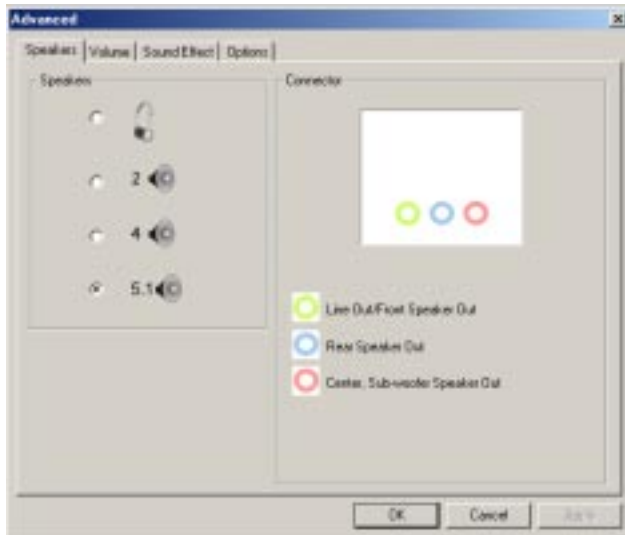 Advanced
Speakers Volume Sound Effect Options
Speakers
2
4
5.1
Connector
Line Out/Front Speaker Out
Rear Speaker Out
Center, Sub-woofer Speaker Out
OK Cancel Apply